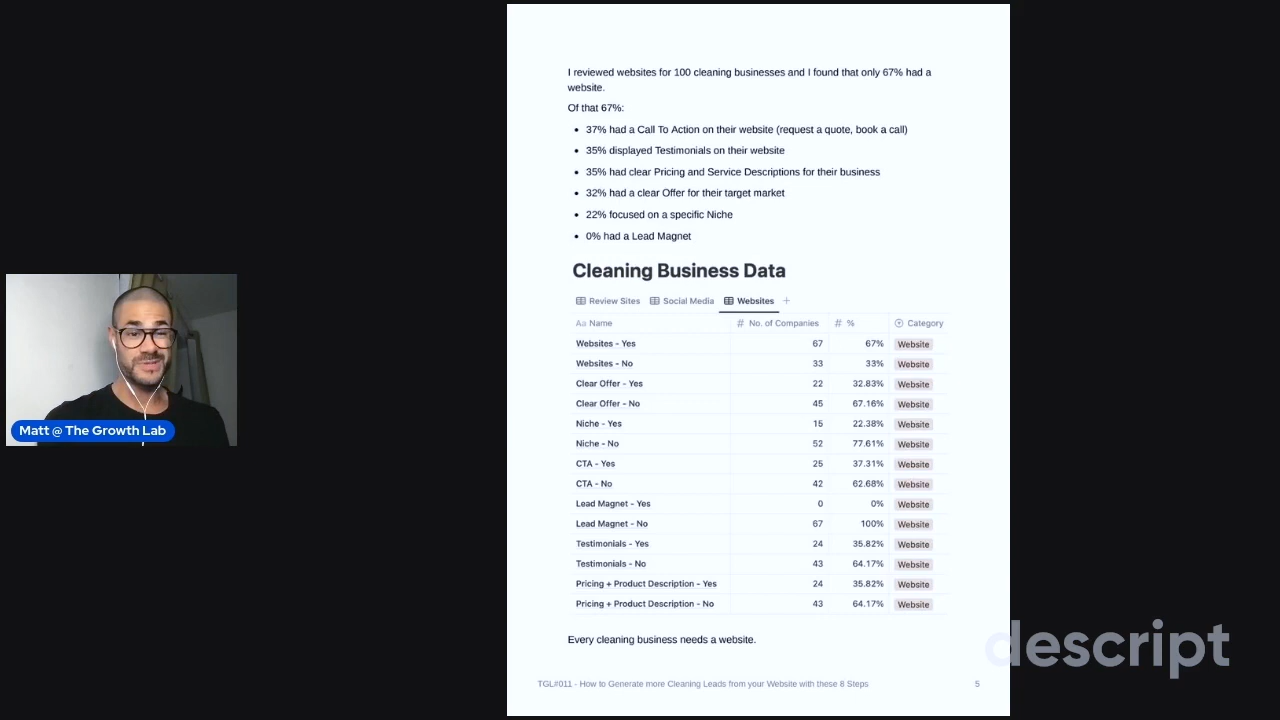 I reviewed websites for 100 cleaning businesses and I found that only 67% had a
website.
Of that 67%:
• 37% had a Call To Action on their website (request a quote, book a call)
• 35% displayed Testimonials on their website
• 35% had clear Pricing and Service Descriptions for their business
• 32% had a clear Offer for their target market
• 22% focused on a specific Niche
• 0% had a Lead Magnet
Cleaning Business Data
Review Sites Social Media Websites +
Aa Name # No. of Companies # % Category
Websites - Yes 67 67% Website
Websites - No 33 33% Website
Clear Offer - Yes 22 32.83% Website
Clear Offer - No 45 67.16% Website
Niche - Yes 15 22.38% Website
Niche - No 52 77.61% Website
CTA - Yes 25 37.31% Website
CTA - No 42 62.68% Website
Lead Magnet - Yes 0 0% Website
Lead Magnet - No 67 100% Website
Testimonials - Yes 24 35.82% Website
Testimonials - No 43 64.17% Website
Pricing + Product Description - Yes 24 35.82% Website
Pricing + Product Description - No 43 64.17% Website
Every cleaning business needs a website.
TGL#011 - How to Generate more Cleaning Leads from your Website with these 8 Steps 5
Matt @ The Growth Lab
descript